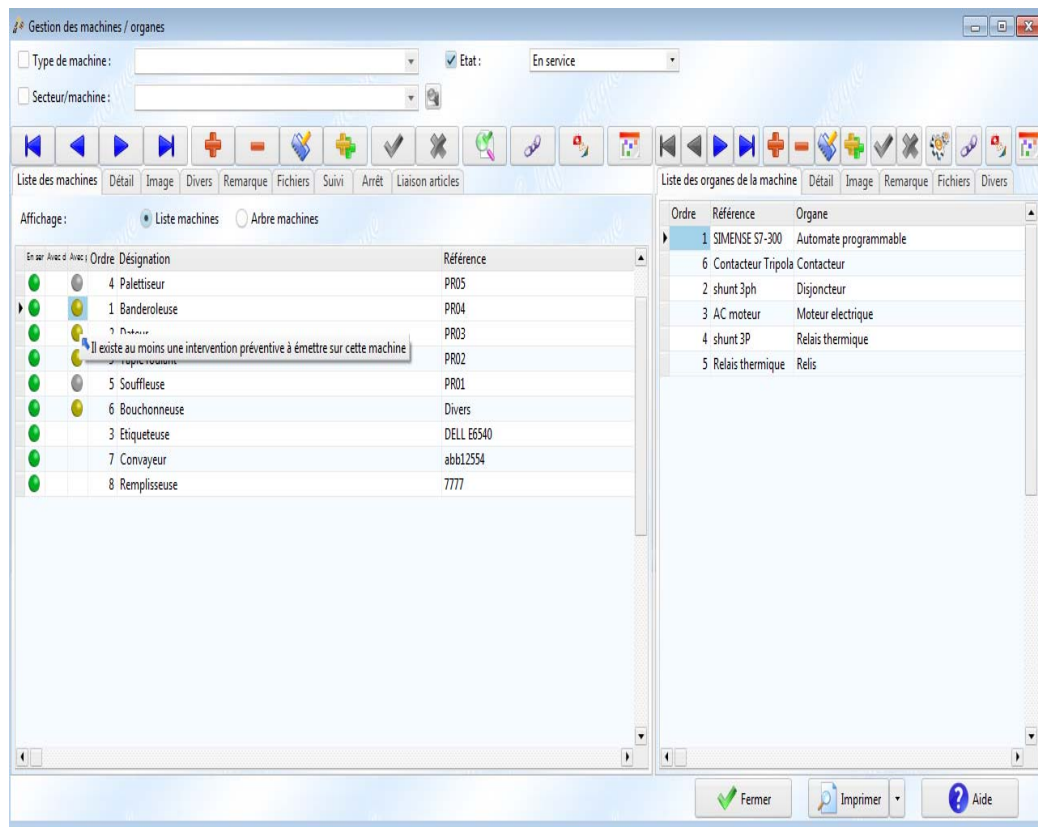 Gestion des machines / organes
Type de machine :
Etat :
En service
Secteur/machine :
Liste des machines Détail Image Divers Remarque Fichiers Suivi Arrêt Liaison articles
Affichage :
Liste machines
Arbre machines
En ser Avec d Avec Ordre Désignation Référence
4 Palettiseur PR05
1 Banderoleuse PR04
PR03
Il existe au moins une intervention préventive à émettre sur cette machine
PR02
5 Souffleuse PR01
6 Bouchonneuse Divers
3 Etiqueteuse DELL E6540
7 Convayeur abb12554
8 Remplisseuse 7777
Liste des organes de la machine Détail Image Remarque Fichiers Divers
Ordre Référence Organe
1 SIMENSE S7-300 Automate programmable
6 Contacteur Tripola Contacteur
2 shunt 3ph Disjoncteur
3 AC moteur Moteur electrique
4 shunt 3P Relais thermique
5 Relais thermique Relis
Fermer
Imprimer
Aide